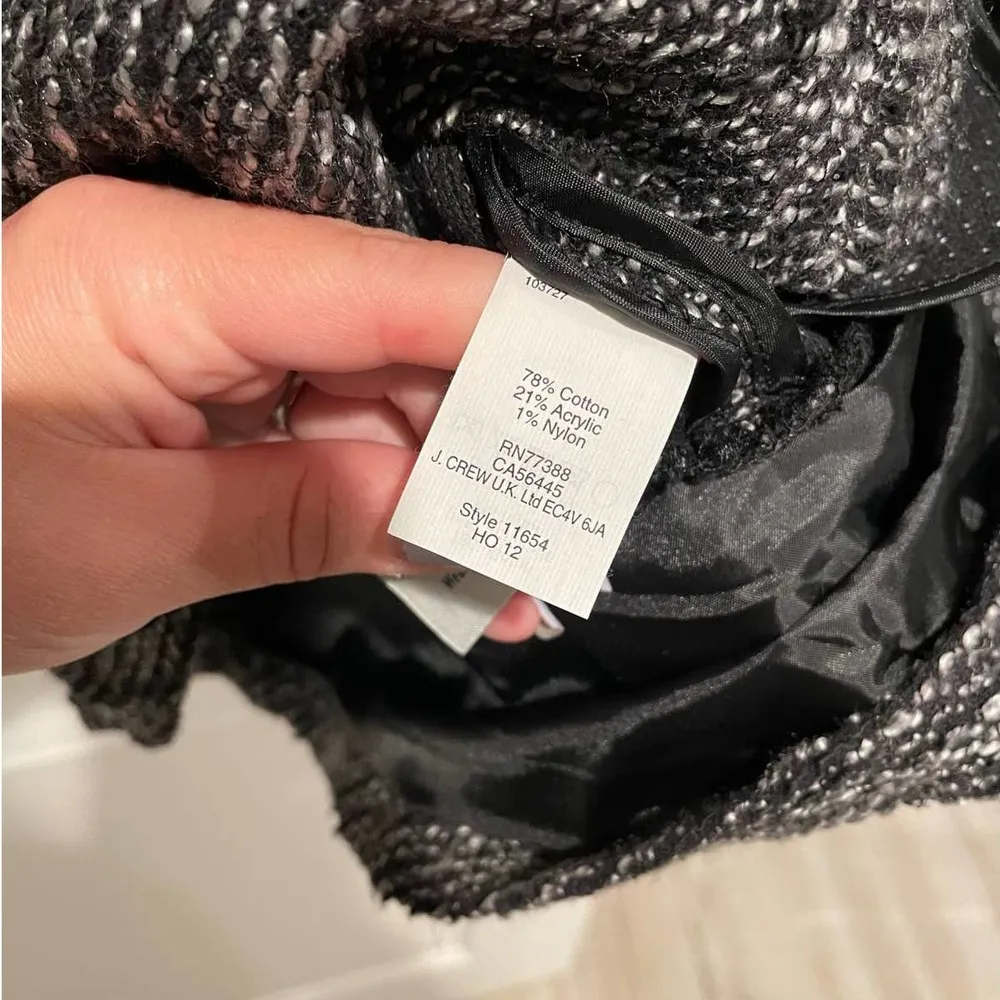 103727
78% Cotton
21% Acrylic
1% Nylon
RN77388
CA56445
J. CREW U.K. Ltd EC4V 6JA
Style 11654
HO 12